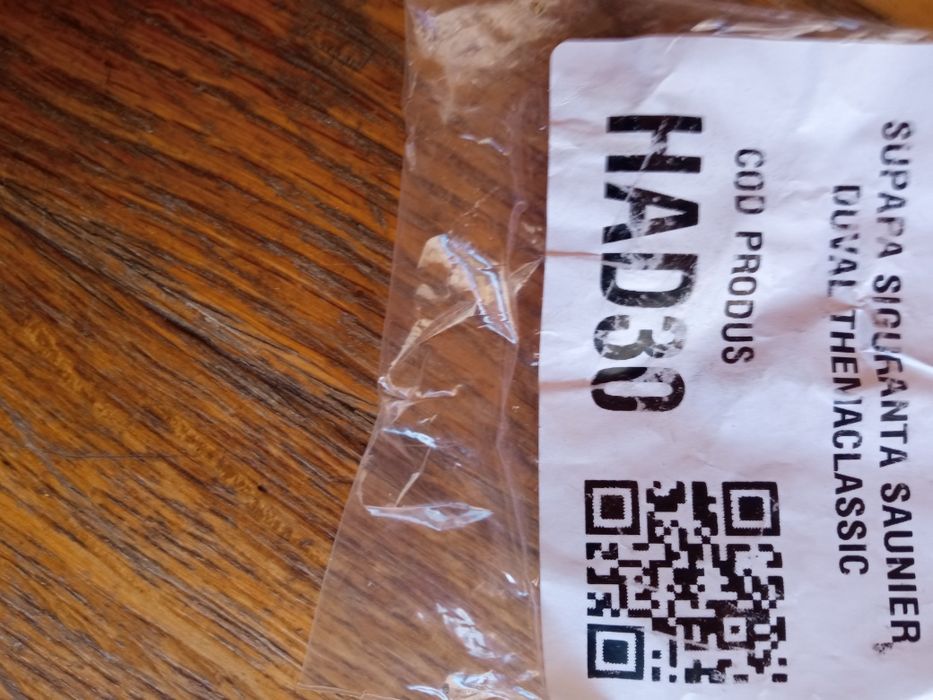 SUPAPA SIGURANTA SAUNIER
DUVAL THEMACLASSIC
COD PRODUS
HAD30